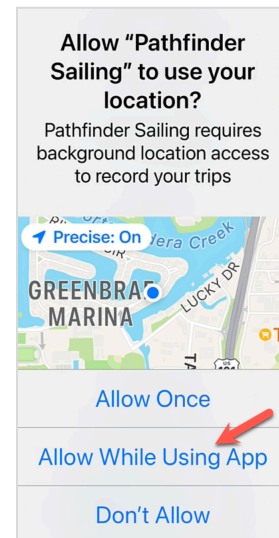 Allow “Pathfinder
Sailing” to use your
location?
Pathfinder Sailing requires
background location access
to record your trips
Precise: On
dera Creek
GREENBRAE
MARINA
LUCKY DR
101
Allow Once
Allow While Using App
Don’t Allow